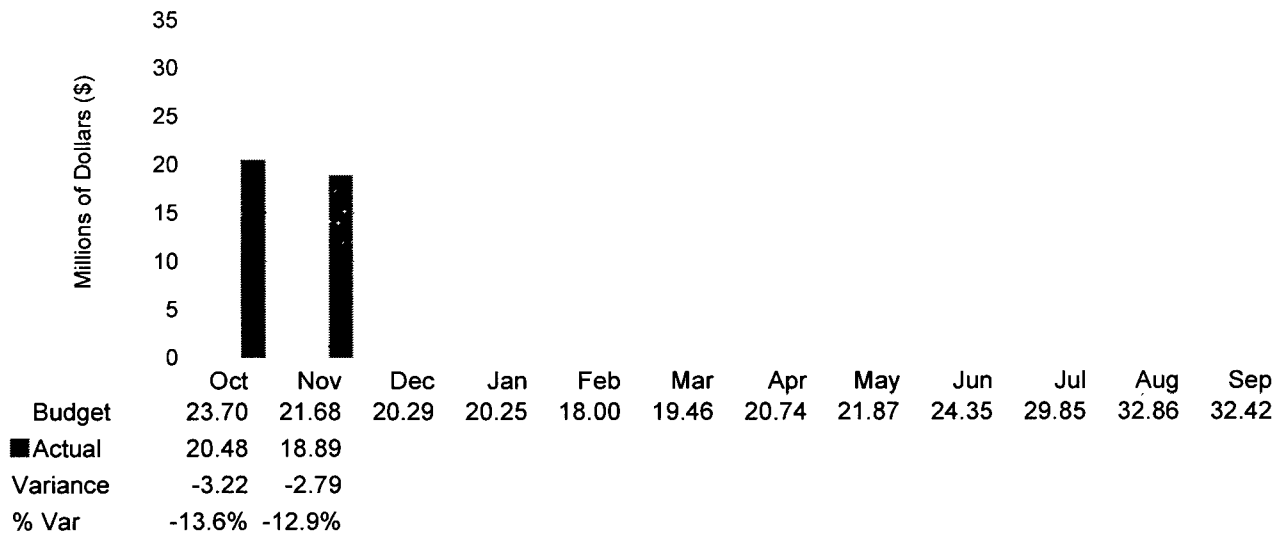 35
30
25
20
15
10
5
0
Millions of Dollars ($)
Oct Nov Dec Jan Feb Mar Apr May Jun Jul Aug Sep
Budget 23.70 21.68 20.29 20.25 18.00 19.46 20.74 21.87 24.35 29.85 32.86 32.42
Actual 20.48 18.89
Variance -3.22 -2.79
% Var -13.6% -12.9%